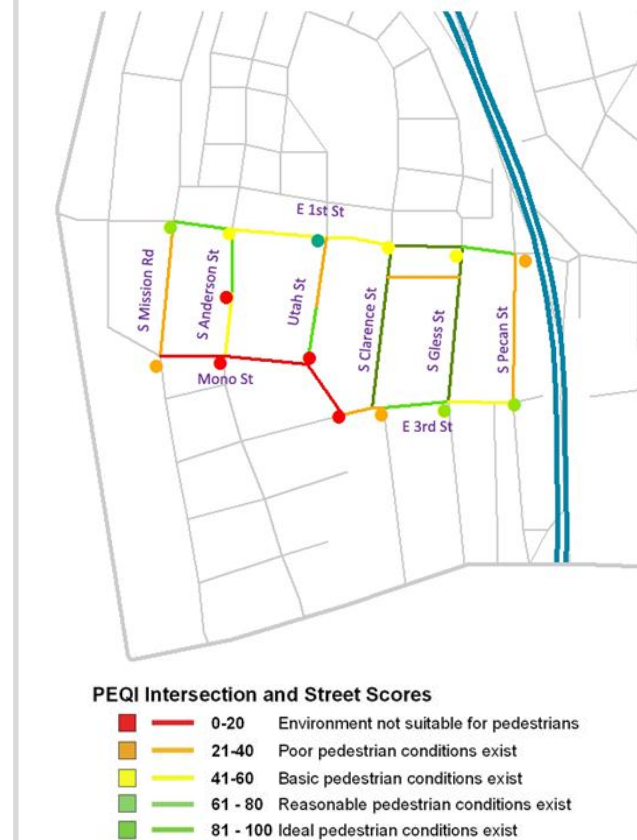 E 1st St
S Mission Rd
S Anderson St
Utah St
S Clarence St
S Gless St
S Pecan St
Mono St
E 3rd St
PEQI Intersection and Street Scores
0-20 Environment not suitable for pedestrians
21-40 Poor pedestrian conditions exist
41-60 Basic pedestrian conditions exist
61 - 80 Reasonable pedestrian conditions exist
81 - 100 Ideal pedestrian conditions exist